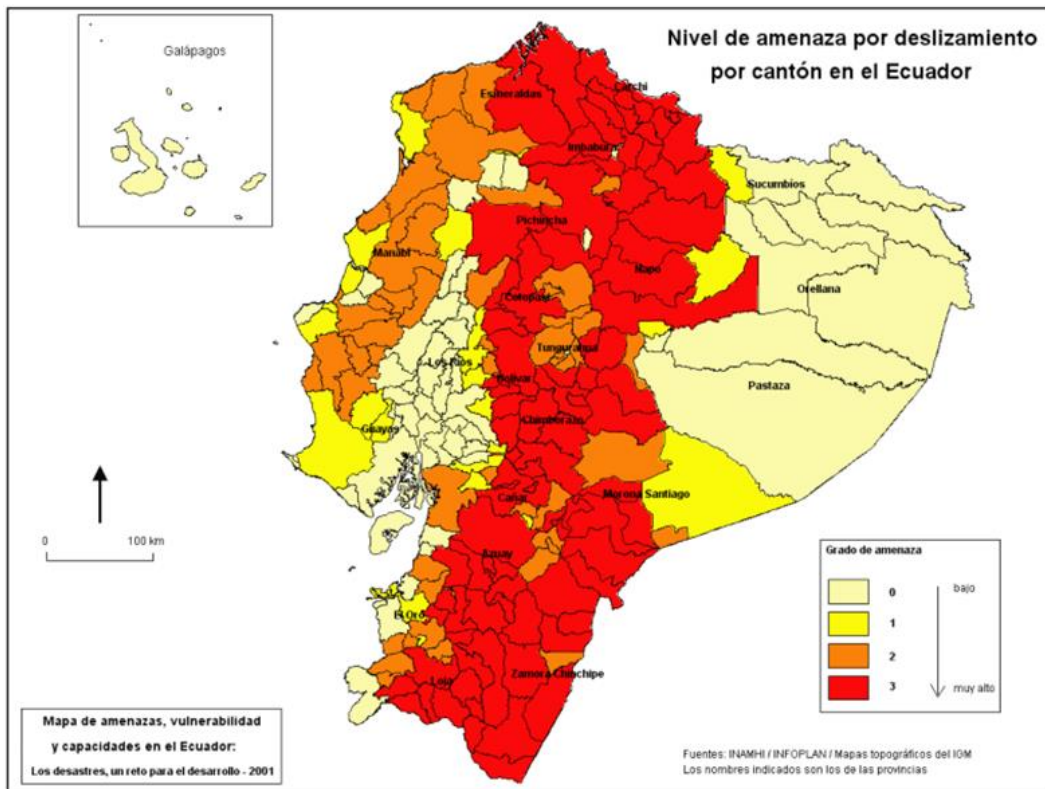 Galápagos
Nivel de amenaza por deslizamiento
por cantón en el Ecuador
Esmeraldas
Carchi
Imbabura
Sucumbíos
Pichincha
Manabí
Napo
Orellana
Cotopaxi
Los Ríos
Tungurahua
Bolívar
Pastaza
Chimborazo
Guayas
Cañar
Morona Santiago
Azuay
El Oro
Loja
Zamora Chinchipe
0
100 km
Grado de amenaza
0
bajo
1
2
3
muy alto
Mapa de amenazas, vulnerabilidad
y capacidades en el Ecuador:
Los desastres, un reto para el desarrollo - 2001
Fuentes: INAMHI / INFOPLAN / Mapas topográficos del IGM
Los nombres indicados son los de las provincias